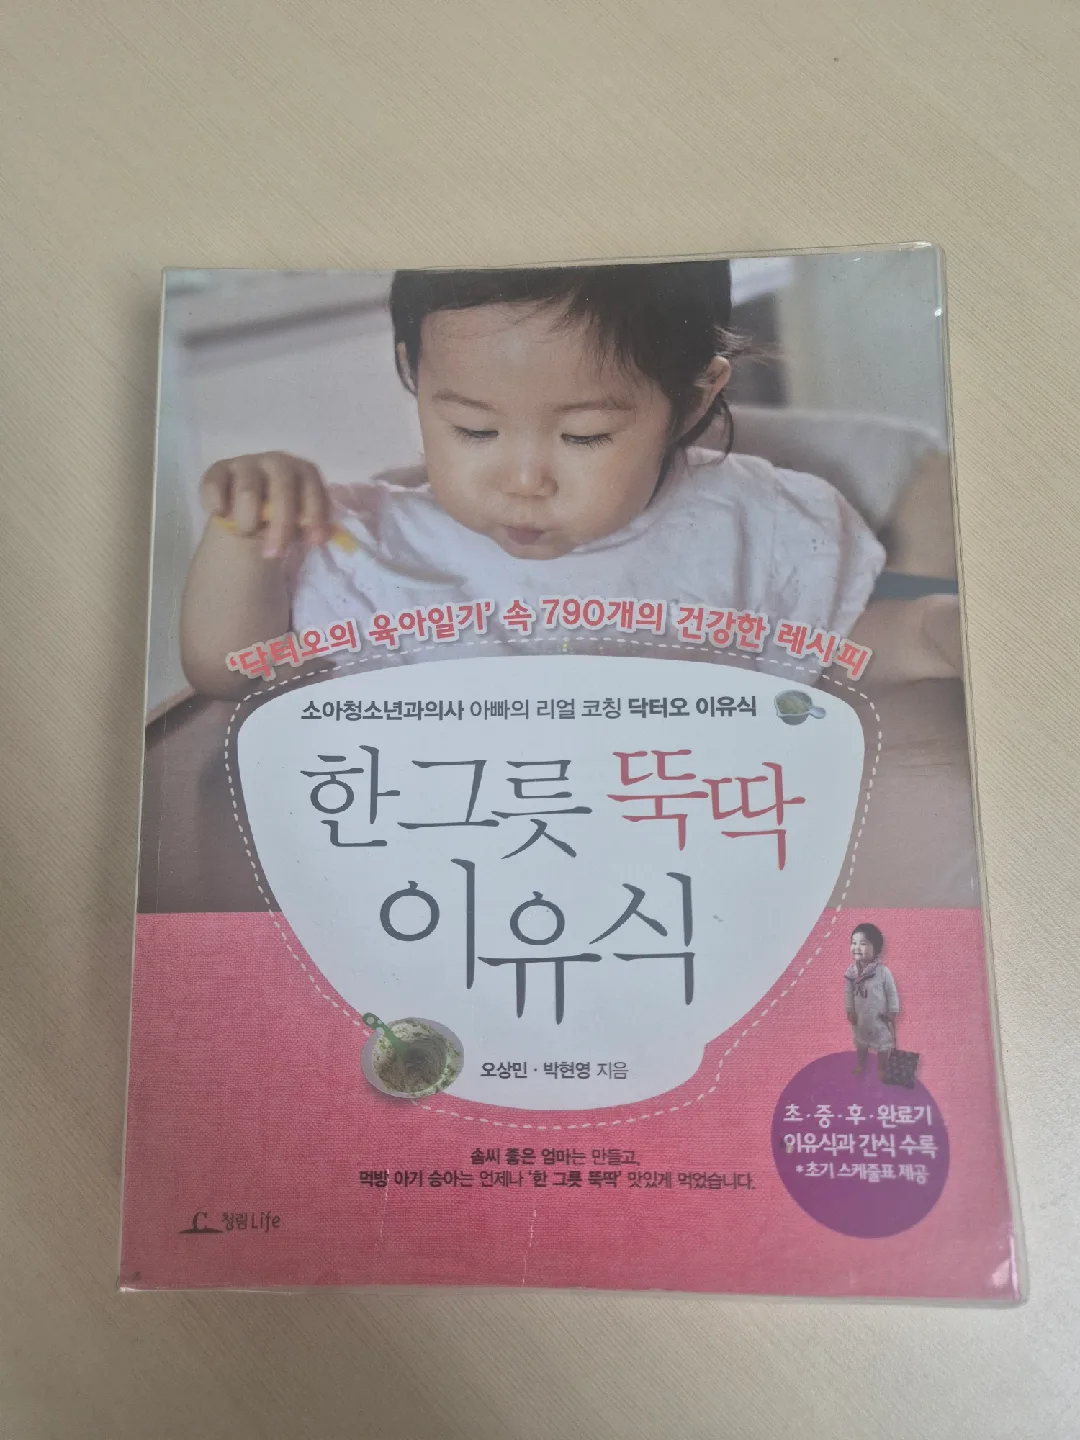 '닥터오의 육아일기' 속 790개의 건강한 레시피
소아청소년과의사 아빠의 리얼 코칭 닥터오 이유식
한 그릇 뚝딱
이유식
오상민 · 박현영 지음
초·중·후·완료기
이유식과 간식 수록
*초기 스케줄표 제공
솜씨 좋은 엄마는 만들고,
먹방 아기 승아는 언제나 '한 그릇 뚝딱' 맛있게 먹었습니다.
C 청림Life